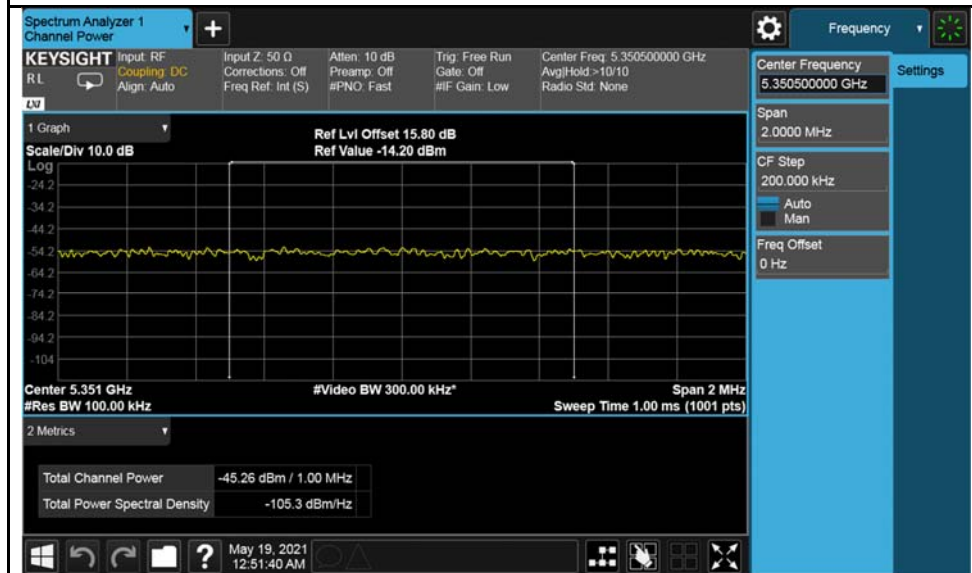 Spectrum Analyzer 1
Channel Power
+
Frequency
KEYSIGHT
RL
LXI
Input: RF
Coupling: DC
Align: Auto
Input Z: 50 Ω
Corrections: Off
Freq Ref: Int (S)
Atten: 10 dB
Preamp: Off
#PNO: Fast
Trig: Free Run
Gate: Off
#IF Gain: Low
Center Freq: 5.350500000 GHz
Avg|Hold:>10/10
Radio Std: None
Center Frequency
5.350500000 GHz
Settings
Span
2.0000 MHz
CF Step
200.000 kHz
Auto
Man
Freq Offset
0 Hz
1 Graph
Scale/Div 10.0 dB
Ref Lvl Offset 15.80 dB
Ref Value -14.20 dBm
Log
-24.2
-34.2
-44.2
-54.2
-64.2
-74.2
-84.2
-94.2
-104
Center 5.351 GHz
#Res BW 100.00 kHz
#Video BW 300.00 kHz*
Span 2 MHz
Sweep Time 1.00 ms (1001 pts)
2 Metrics
Total Channel Power -45.26 dBm / 1.00 MHz
Total Power Spectral Density -105.3 dBm/Hz
?
May 19, 2021
12:51:40 AM